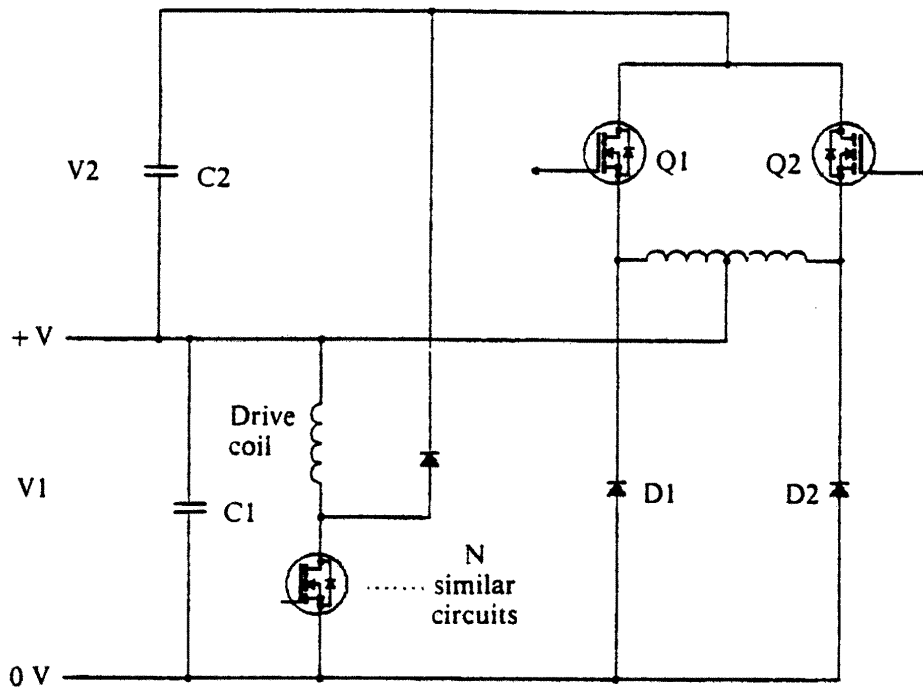 V2
C2
Q1
Q2
+ V
Drive
coil
V1
C1
D1
D2
N
similar
circuits
0 V